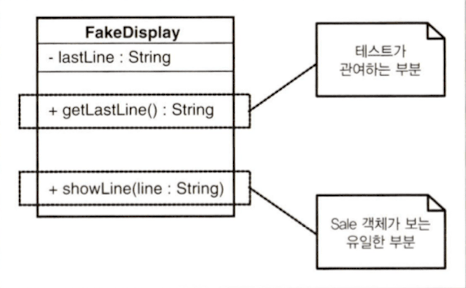 FakeDisplay
- lastLine : String
+ getLastLine() : String
+ showLine(line : String)
테스트가
관여하는 부분
Sale 객체가 보는
유일한 부분